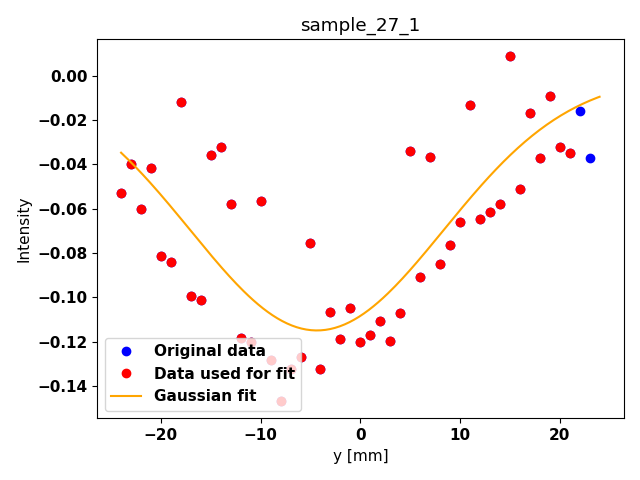 sample_27_1
0.00
−0.02
−0.04
−0.06
−0.08
−0.10
−0.12
−0.14
Intensity
Original data
Data used for fit
Gaussian fit
−20
−10
0
10
20
y [mm]